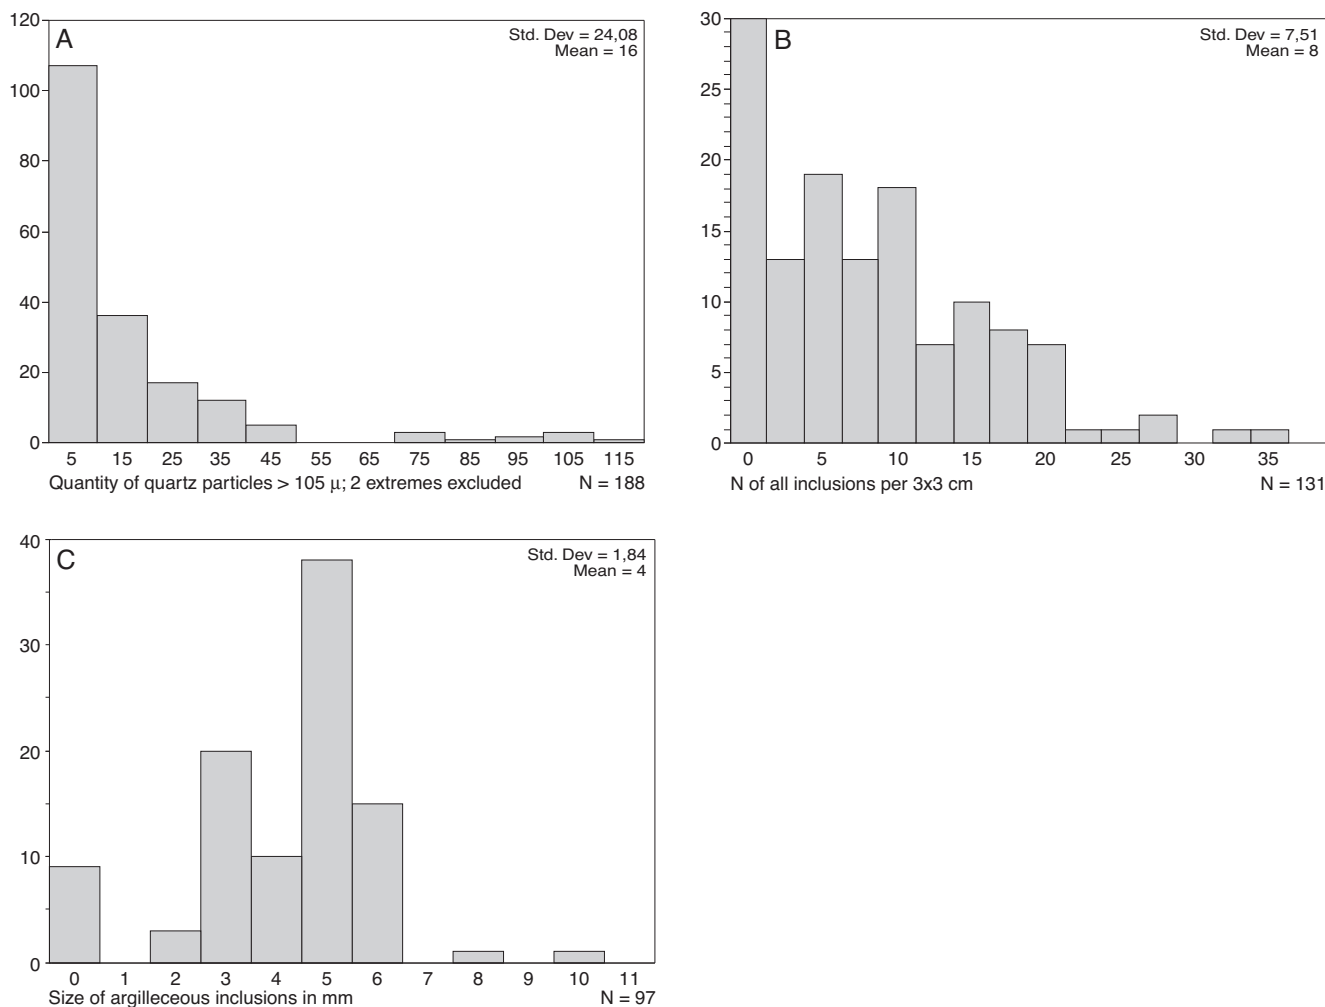 A
Std. Dev = 24,08
Mean = 16
120
100
80
60
40
20
0
5 15 25 35 45 55 65 75 85 95 105 115
Quantity of quartz particles > 105 μ; 2 extremes excluded N = 188
B
Std. Dev = 7,51
Mean = 8
30
25
20
15
10
5
0
0 5 10 15 20 25 30 35
N of all inclusions per 3x3 cm N = 131
C
Std. Dev = 1,84
Mean = 4
40
30
20
10
0
0 1 2 3 4 5 6 7 8 9 10 11
Size of argilleceous inclusions in mm N = 97